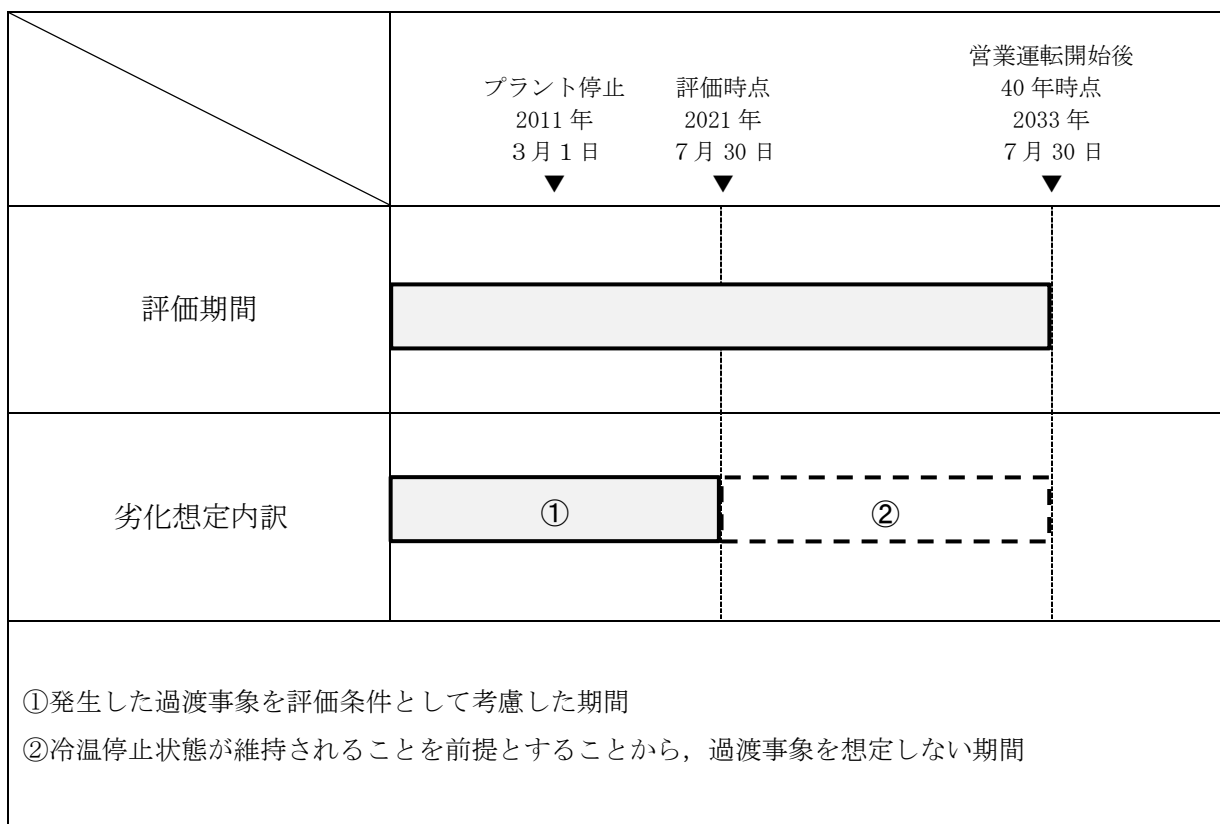 プラント停止
2011 年
３月１日
▼
評価時点
2021 年
７月 30 日
▼
営業運転開始後
40 年時点
2033 年
７月 30 日
▼
評価期間
劣化想定内訳
①
②
①発生した過渡事象を評価条件として考慮した期間
②冷温停止状態が維持されることを前提とすることから，過渡事象を想定しない期間